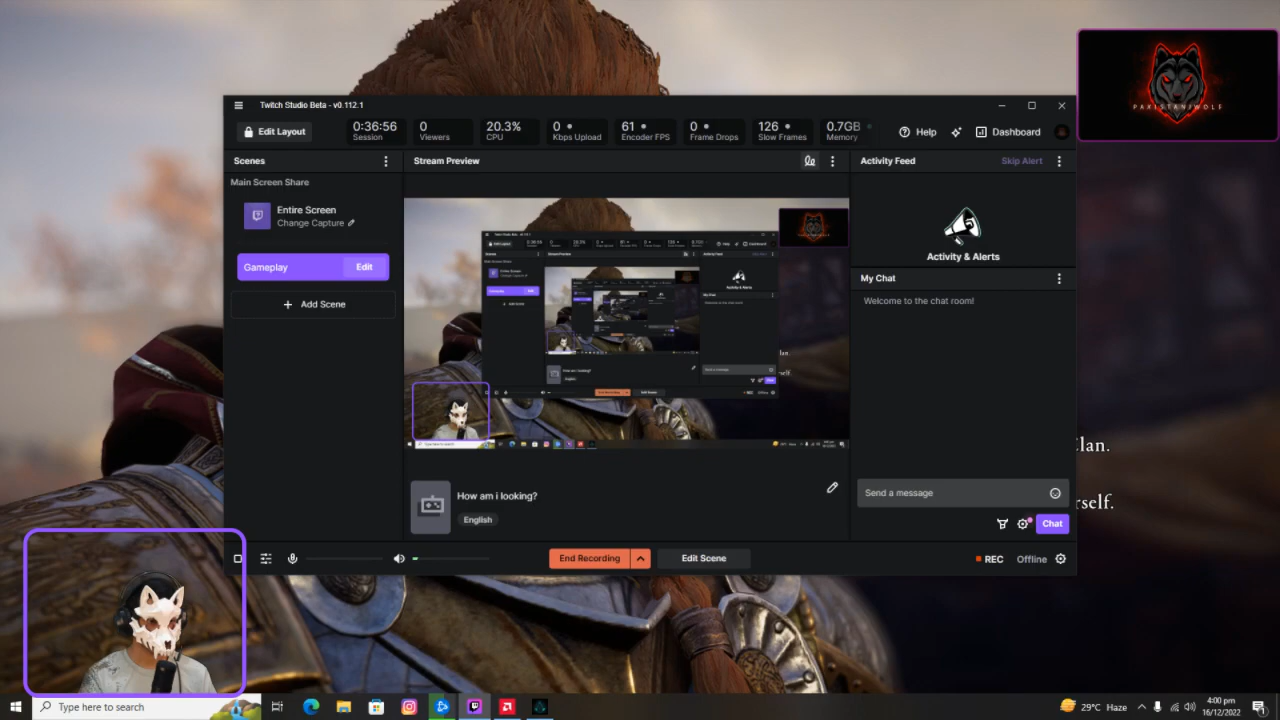 Twitch Studio Beta - v0.112.1
Edit Layout
0:36:56
Session
0
Viewers
20.3%
CPU
0
Kbps Upload
61
Encoder FPS
0
Frame Drops
126
Slow Frames
0.7GB
Memory
Help
Dashboard
PAKISTANIWOLF
Scenes
Stream Preview
Activity Feed
Skip Alert
Main Screen Share
Entire Screen
Change Capture
Gameplay
Edit
Add Scene
Activity & Alerts
My Chat
Welcome to the chat room!
lan.
rself.
How am i looking?
English
Send a message
Chat
End Recording
Edit Scene
REC
Offline
Type here to search
29°C Haze
4:00 pm
16/12/2022
1